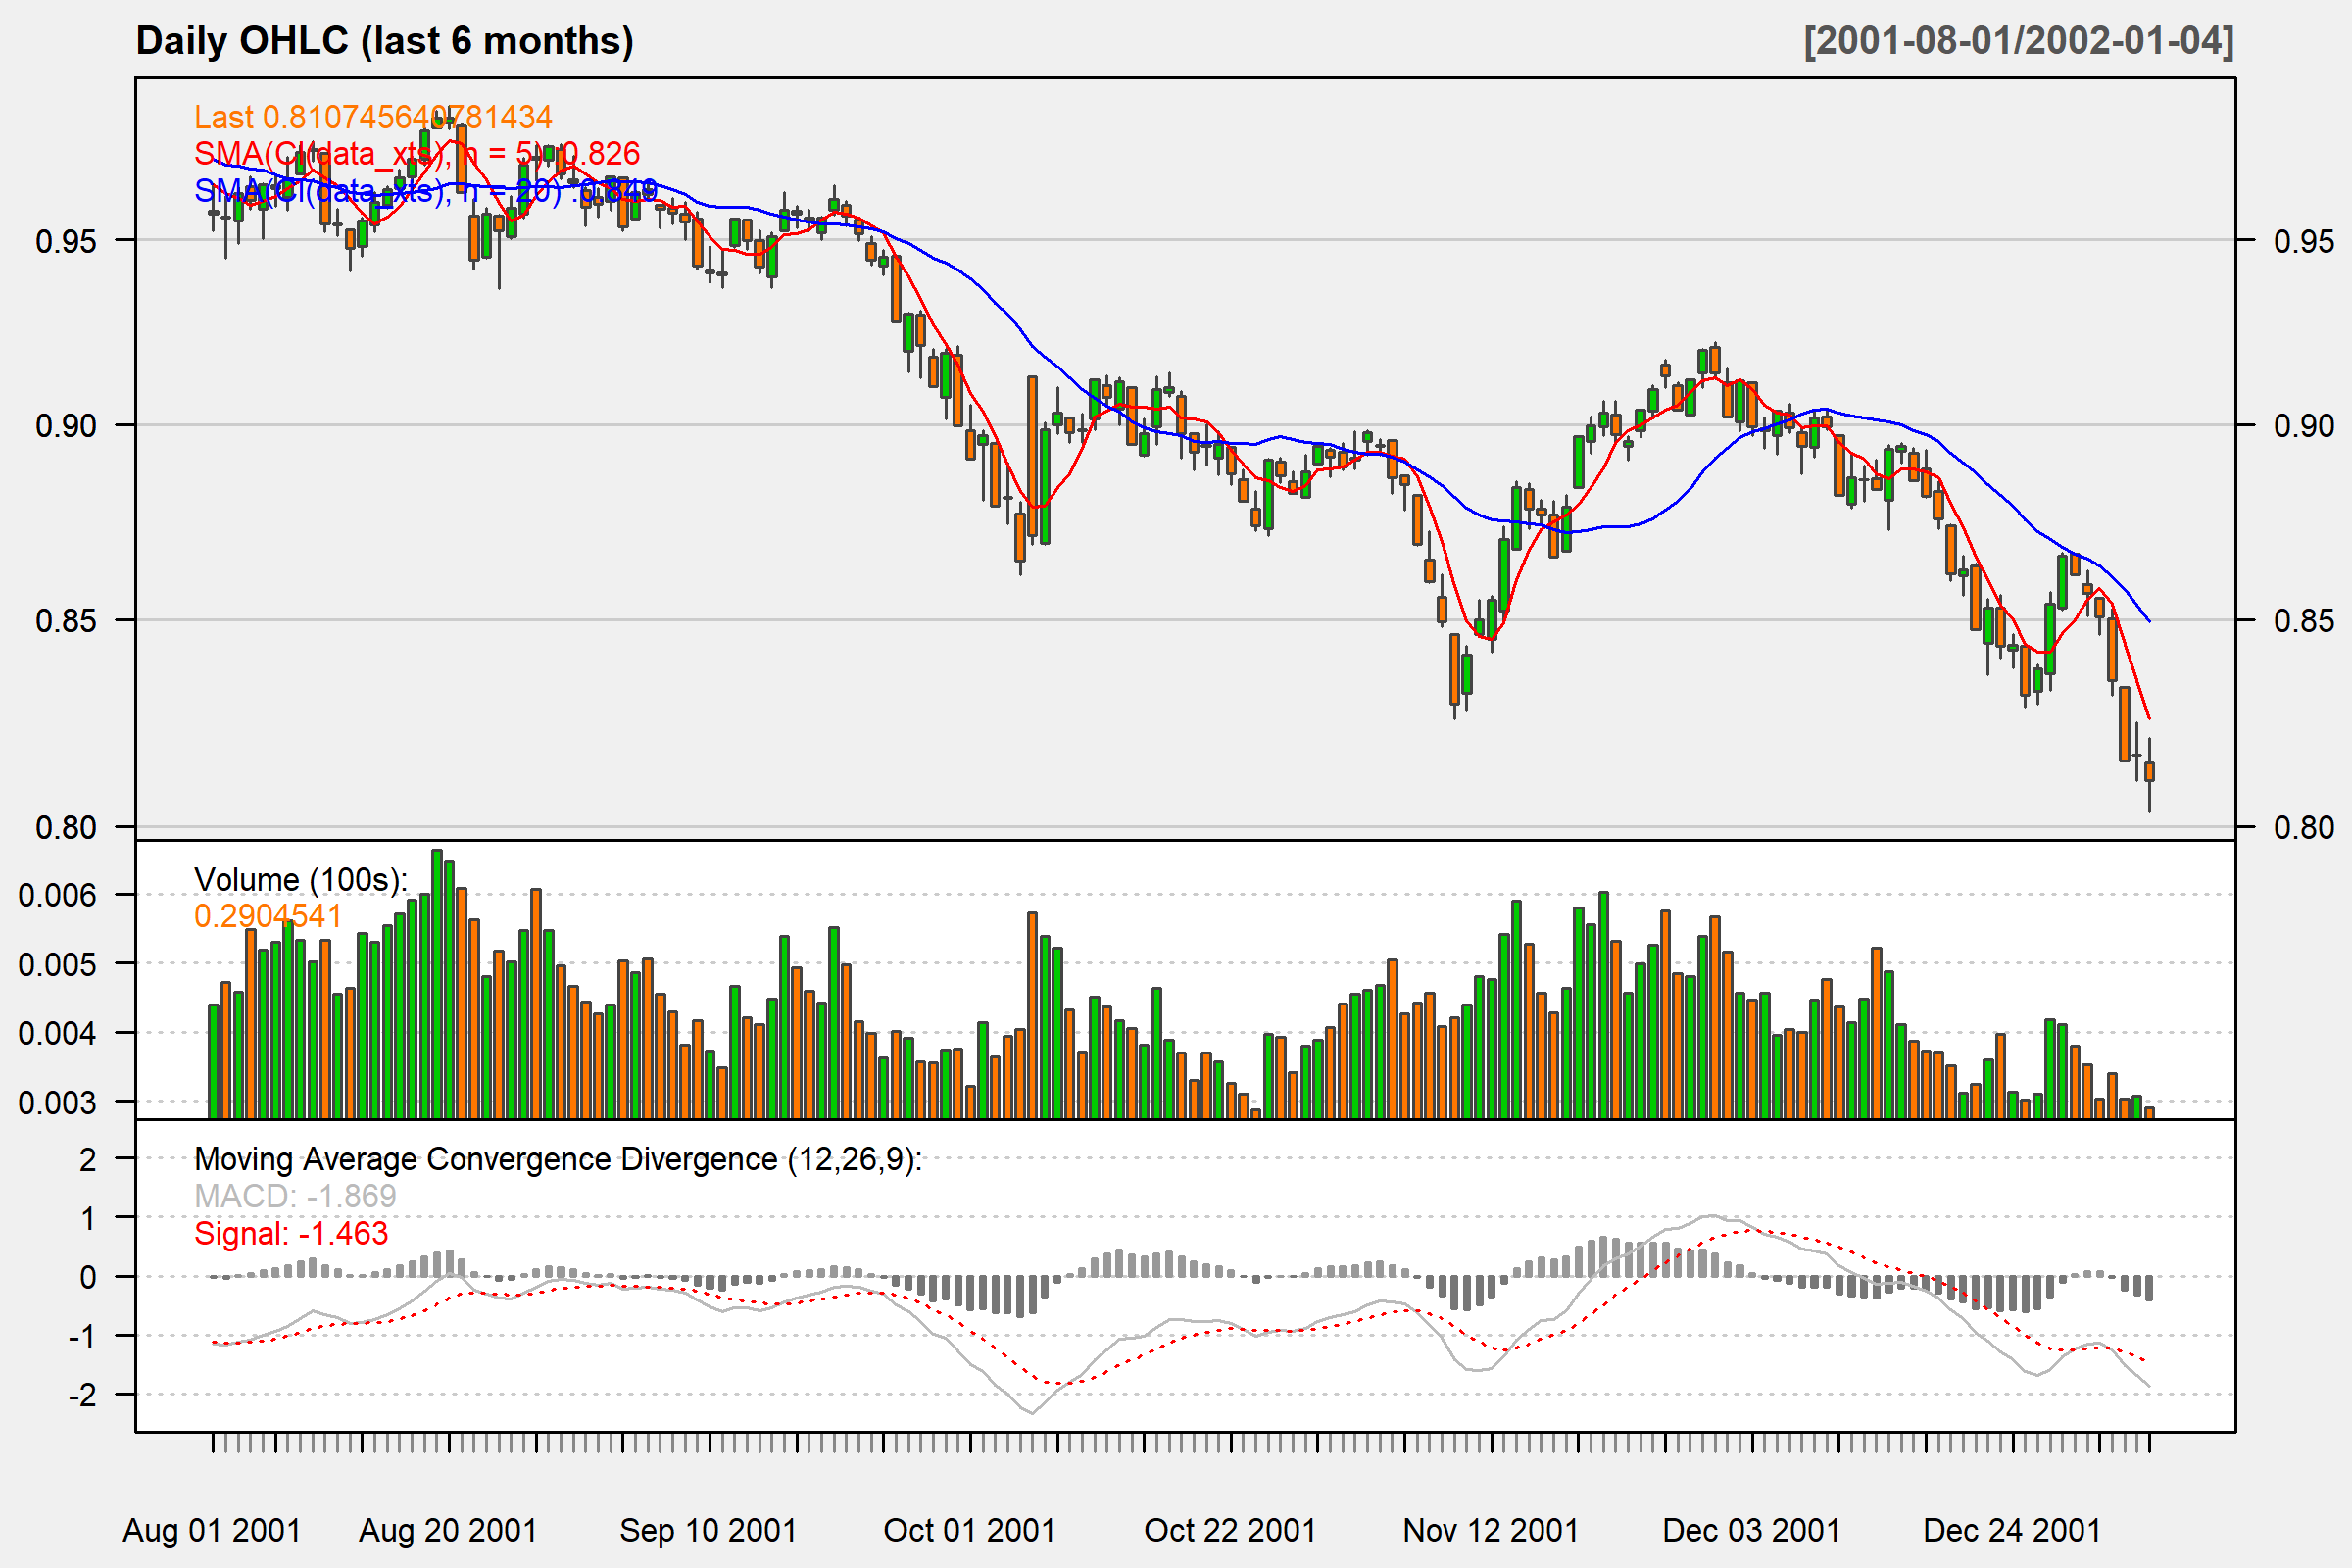 Daily OHLC (last 6 months) [2001-08-01/2002-01-04]
Last 0.810745640781434
SMA(Cl(data_xts), n = 5) :0.826
SMA(Cl(data_xts), n = 20) :0.849
0.95 0.95
0.90 0.90
0.85 0.85
0.80 0.80
Volume (100s):
0.2904541
0.006
0.005
0.004
0.003
Moving Average Convergence Divergence (12,26,9):
MACD: -1.869
Signal: -1.463
2
1
0
-1
-2
Aug 01 2001 Aug 20 2001 Sep 10 2001 Oct 01 2001 Oct 22 2001 Nov 12 2001 Dec 03 2001 Dec 24 2001